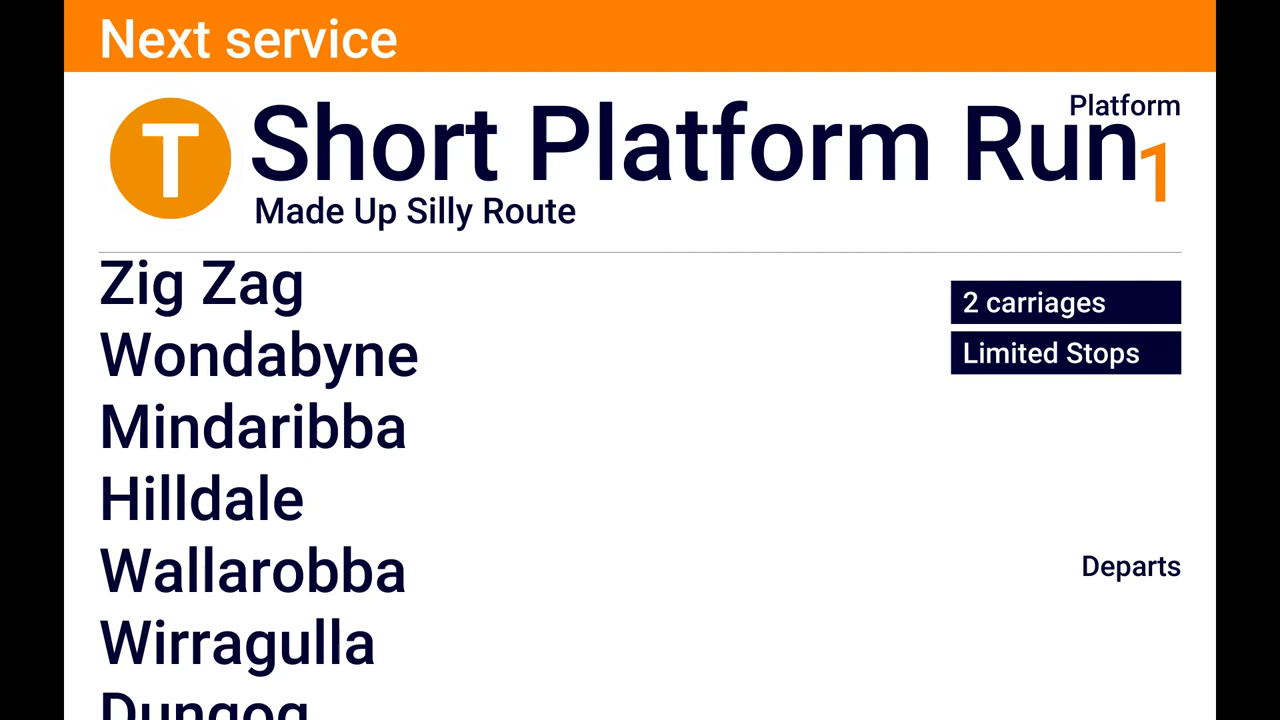 Next service
T
Short Platform Run
Platform
1
Made Up Silly Route
Zig Zag
2 carriages
Wondabyne
Limited Stops
Mindaribba
Hilldale
Wallarobba
Departs
Wirragulla
Dungog